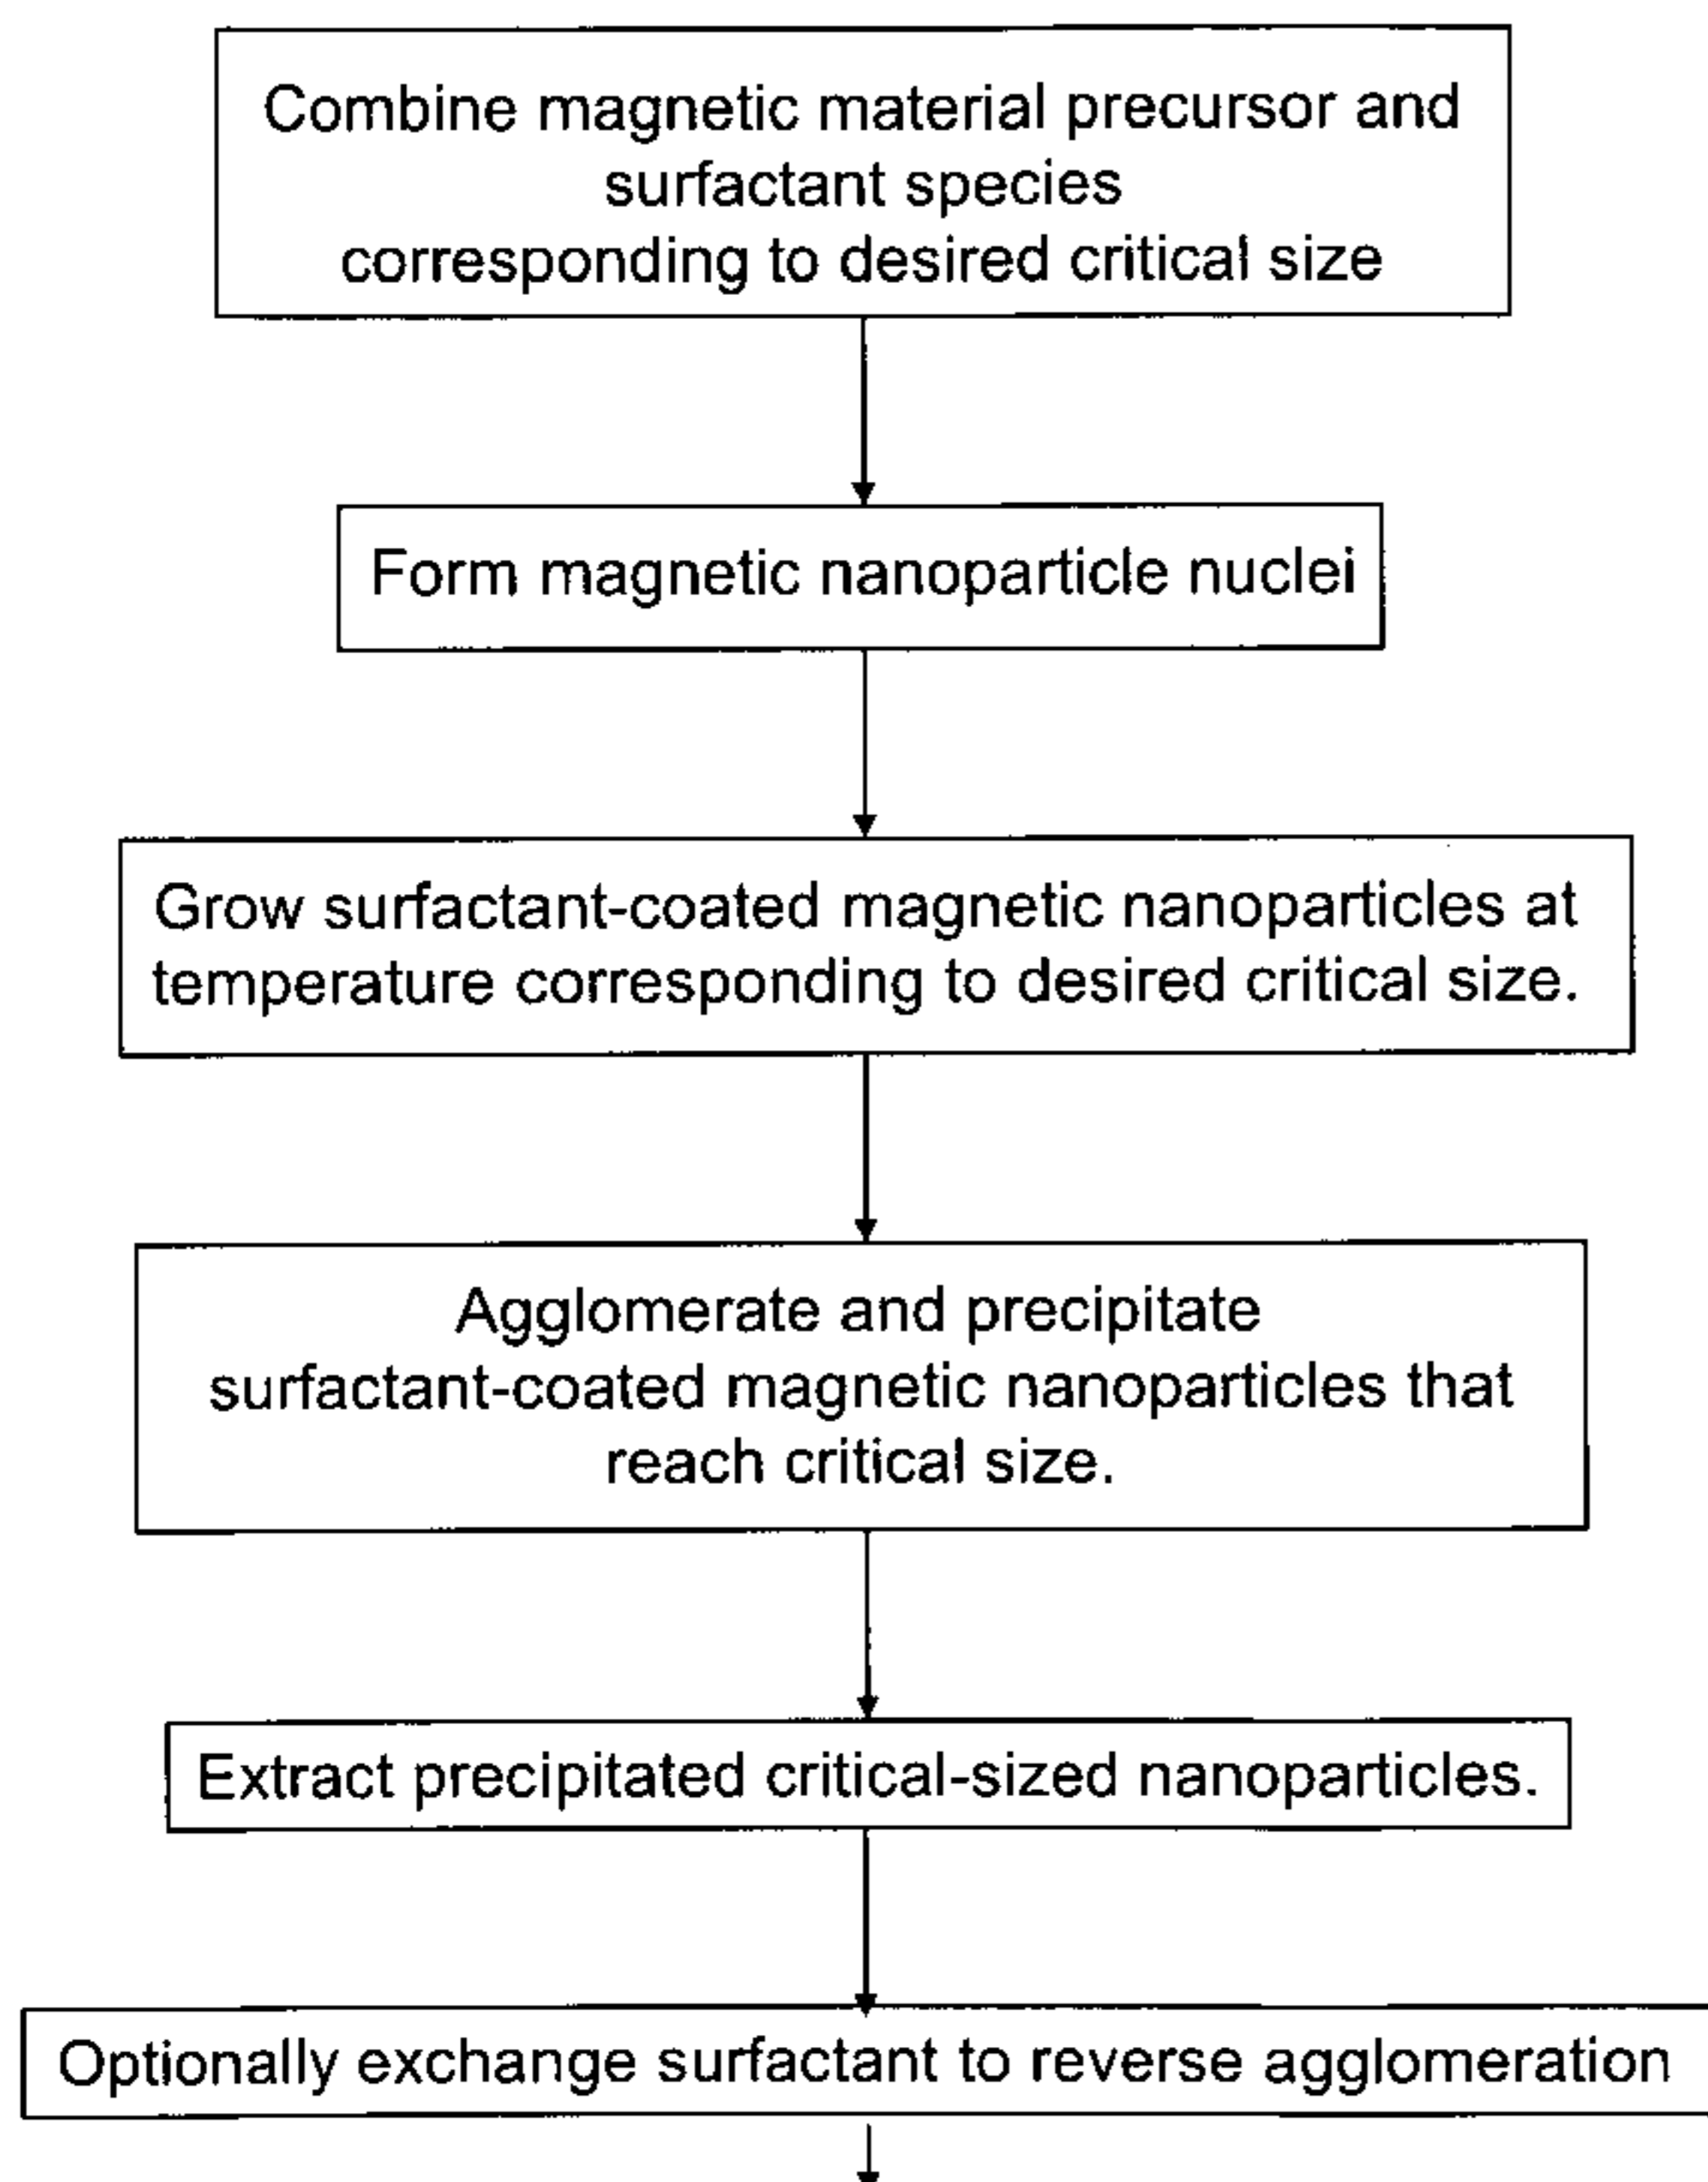 Combine magnetic material precursor and
surfactant species
corresponding to desired critical size
Form magnetic nanoparticle nuclei
Grow surfactant-coated magnetic nanoparticles at
temperature corresponding to desired critical size.
Agglomerate and precipitate
surfactant-coated magnetic nanoparticles that
reach critical size.
Extract precipitated critical-sized nanoparticles.
Optionally exchange surfactant to reverse agglomeration